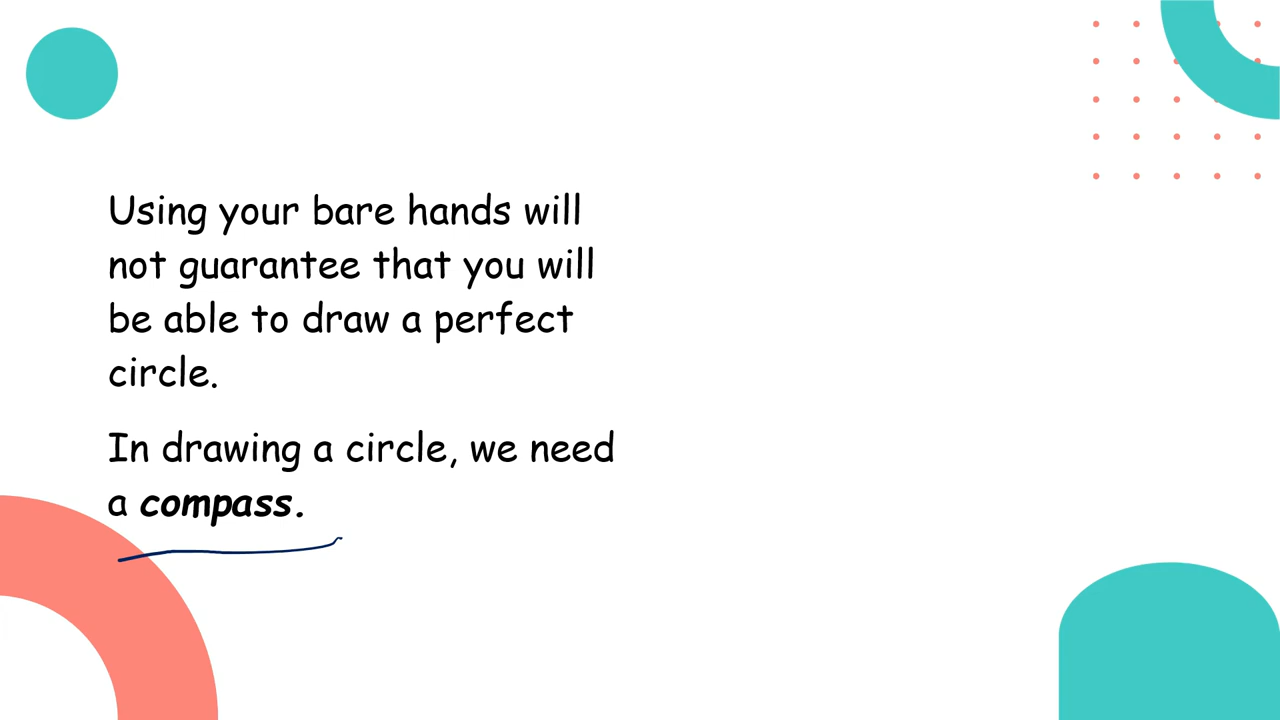 Using your bare hands will
not guarantee that you will
be able to draw a perfect
circle.
In drawing a circle, we need
a compass.